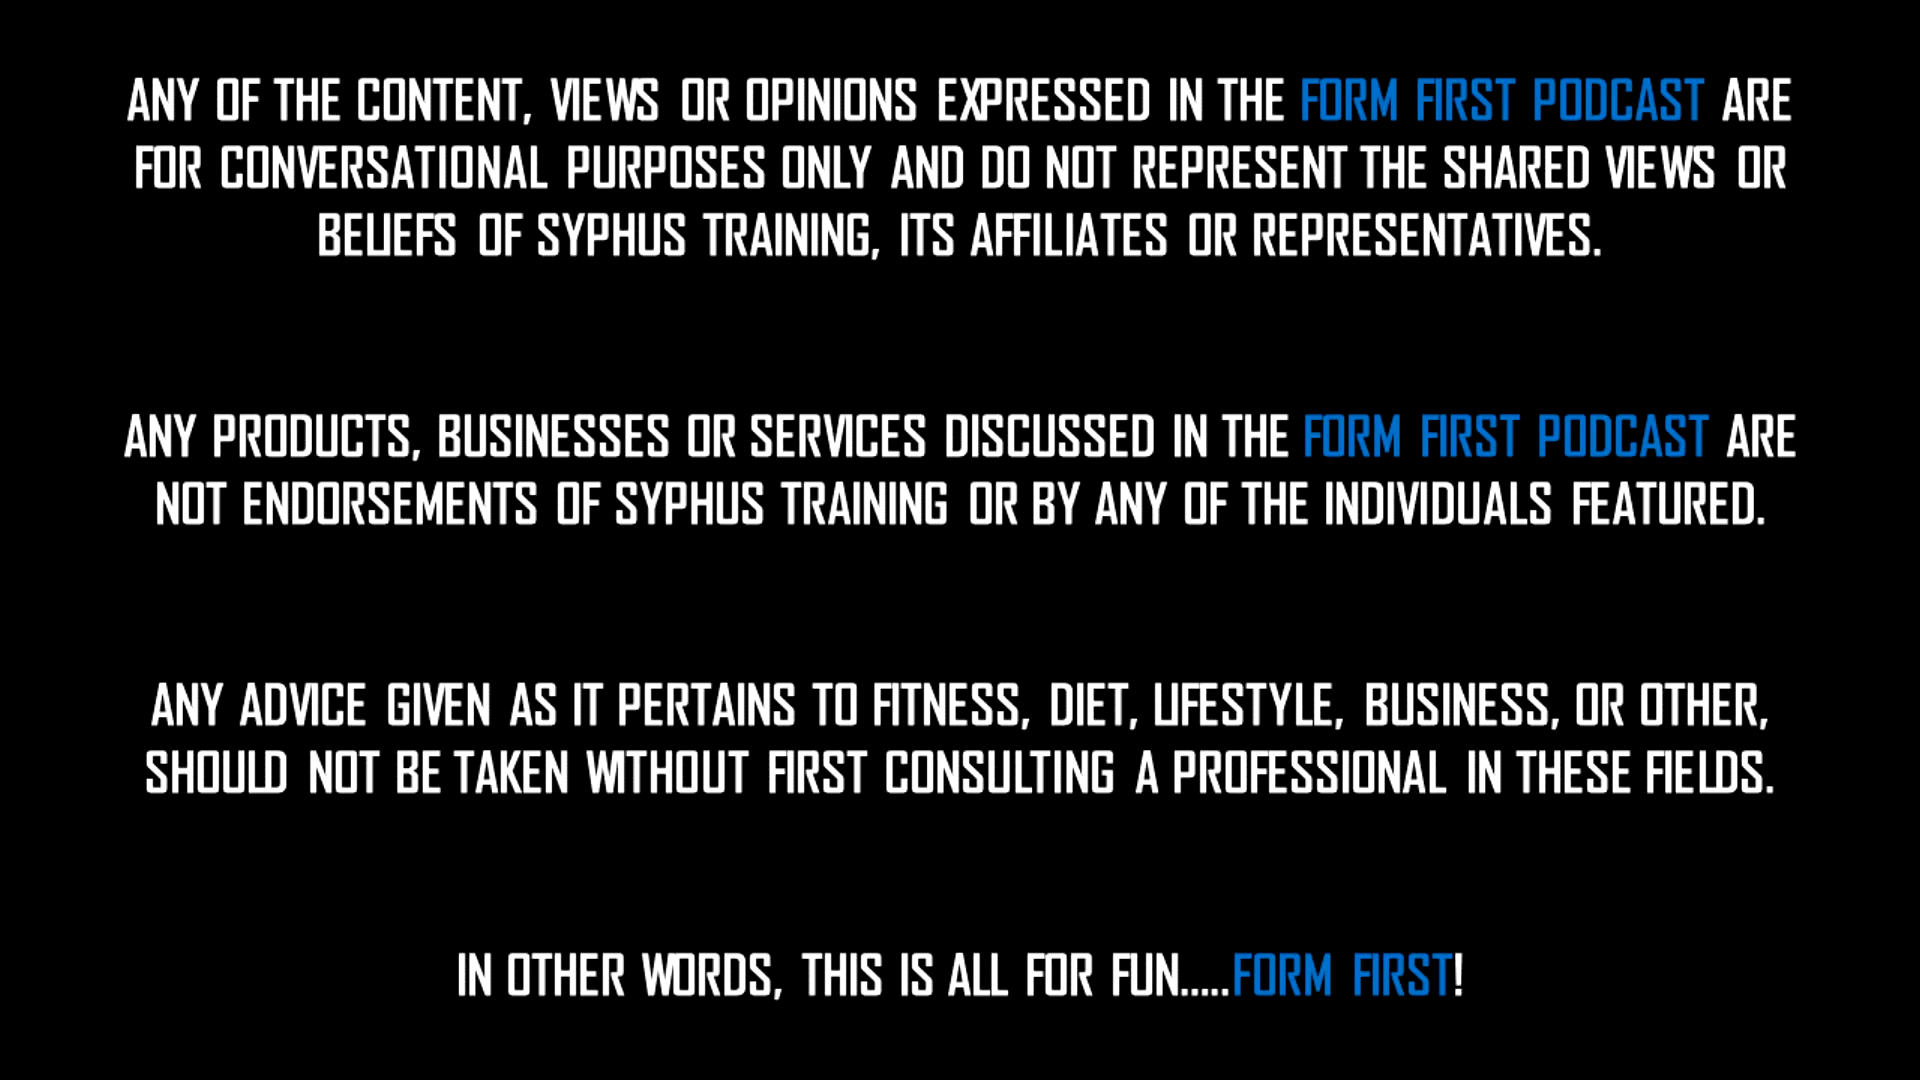 ANY OF THE CONTENT, VIEWS OR OPINIONS EXPRESSED IN THE FORM FIRST PODCAST ARE
FOR CONVERSATIONAL PURPOSES ONLY AND DO NOT REPRESENT THE SHARED VIEWS OR
BELIEFS OF SYPHUS TRAINING, ITS AFFILIATES OR REPRESENTATIVES.
ANY PRODUCTS, BUSINESSES OR SERVICES DISCUSSED IN THE FORM FIRST PODCAST ARE
NOT ENDORSEMENTS OF SYPHUS TRAINING OR BY ANY OF THE INDIVIDUALS FEATURED.
ANY ADVICE GIVEN AS IT PERTAINS TO FITNESS, DIET, LIFESTYLE, BUSINESS, OR OTHER,
SHOULD NOT BE TAKEN WITHOUT FIRST CONSULTING A PROFESSIONAL IN THESE FIELDS.
IN OTHER WORDS, THIS IS ALL FOR FUN.....FORM FIRST!